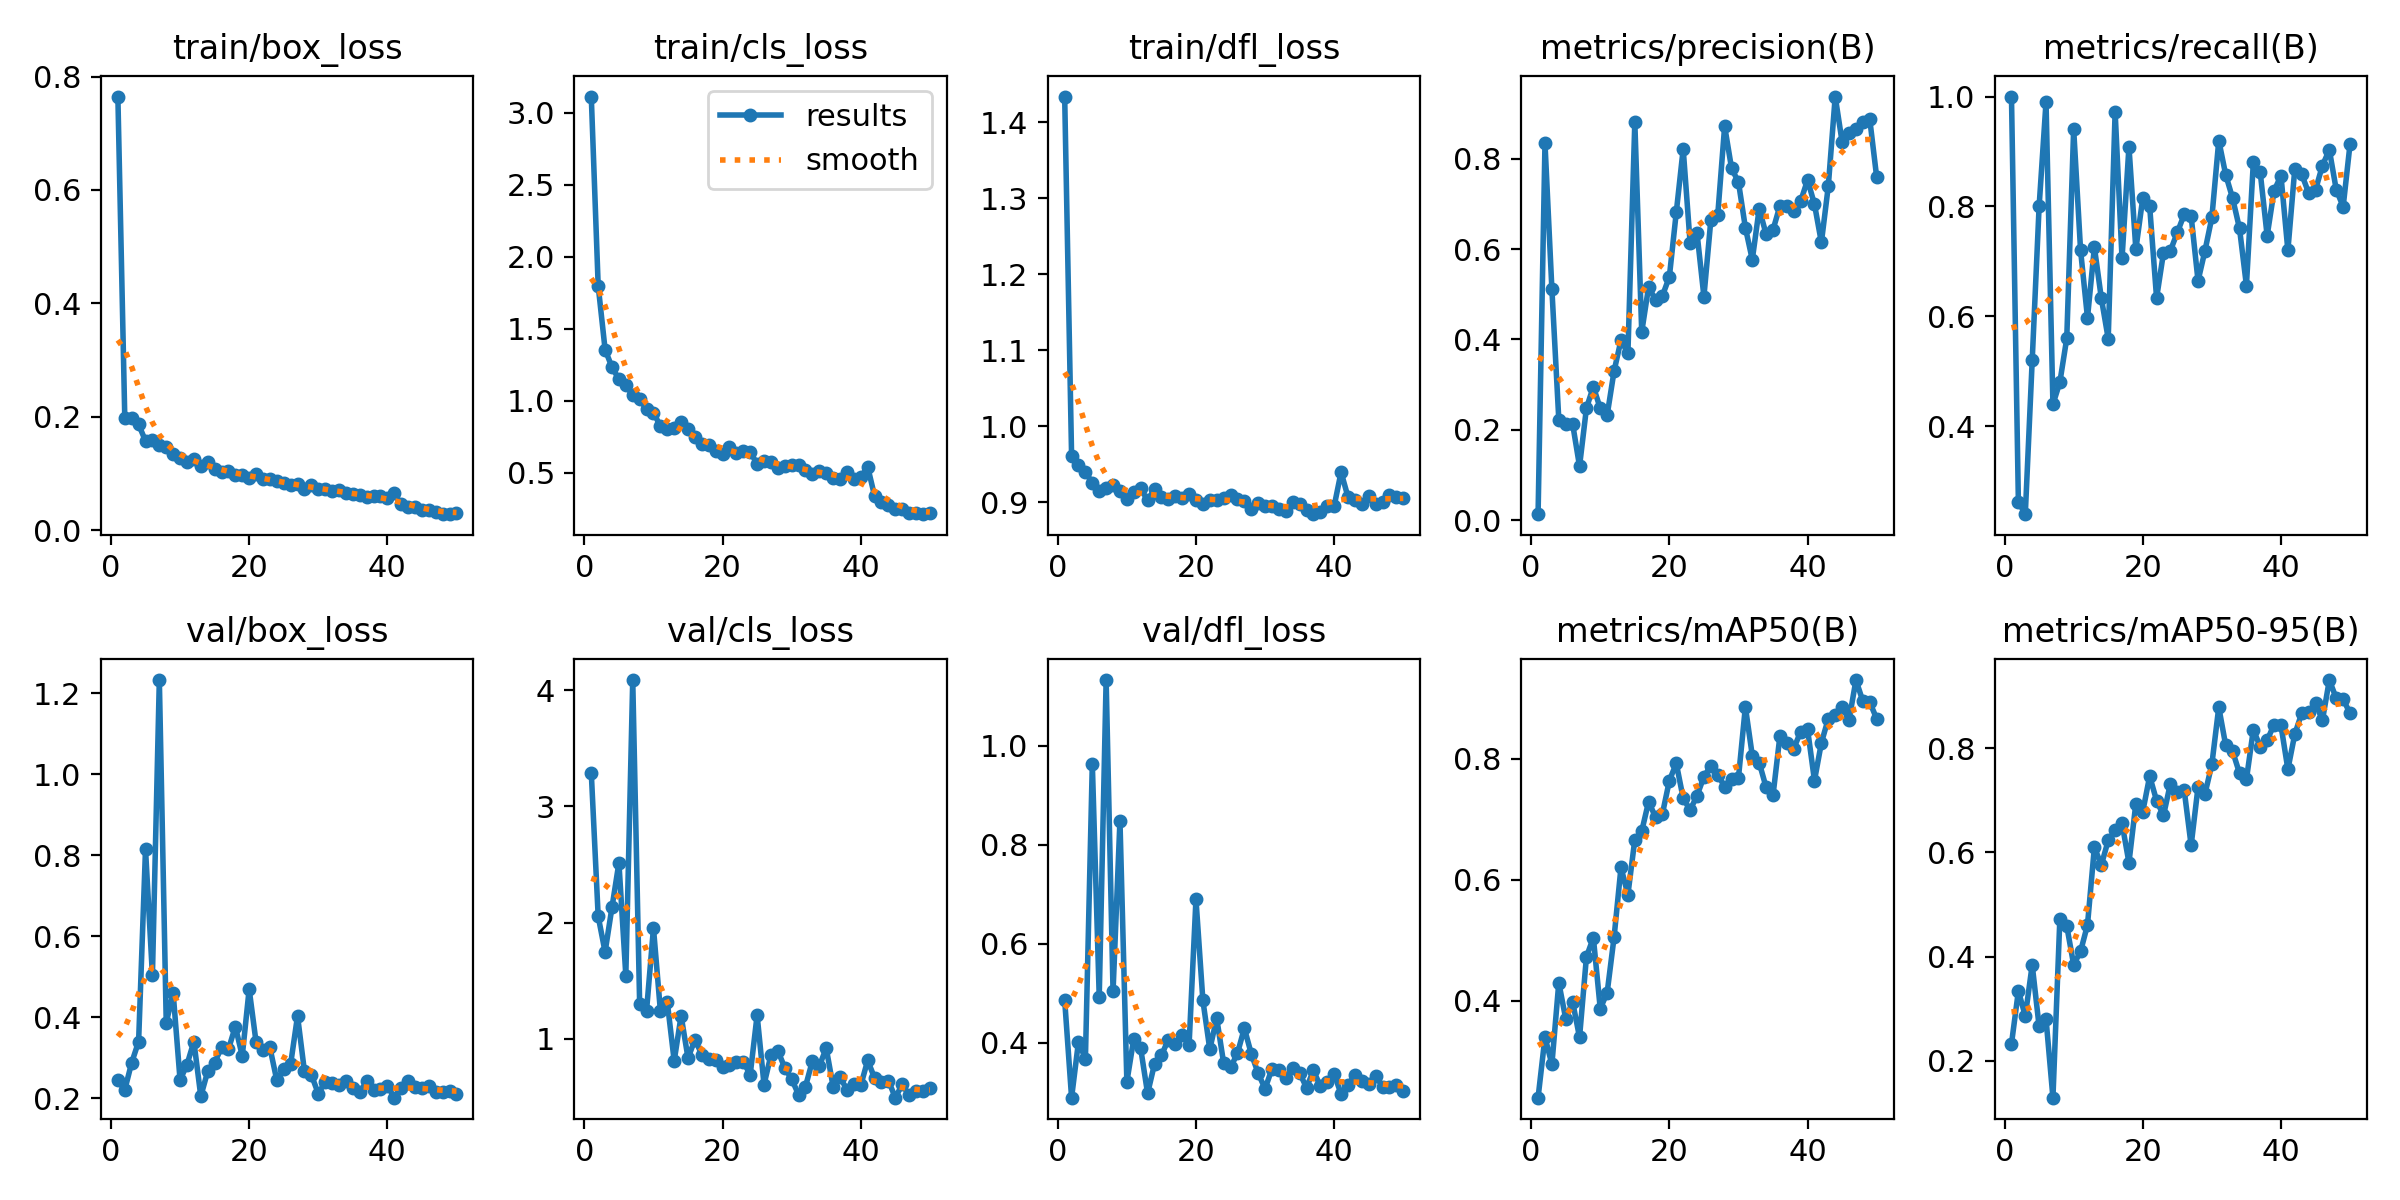 train/box_loss
0.8
0.6
0.4
0.2
0.0
0 20 40
train/cls_loss
results
smooth
3.0
2.5
2.0
1.5
1.0
0.5
0 20 40
train/dfl_loss
1.4
1.3
1.2
1.1
1.0
0.9
0 20 40
metrics/precision(B)
0.8
0.6
0.4
0.2
0.0
0 20 40
metrics/recall(B)
1.0
0.8
0.6
0.4
0 20 40
val/box_loss
1.2
1.0
0.8
0.6
0.4
0.2
0 20 40
val/cls_loss
4
3
2
1
0 20 40
val/dfl_loss
1.0
0.8
0.6
0.4
0 20 40
metrics/mAP50(B)
0.8
0.6
0.4
0 20 40
metrics/mAP50-95(B)
0.8
0.6
0.4
0.2
0 20 40